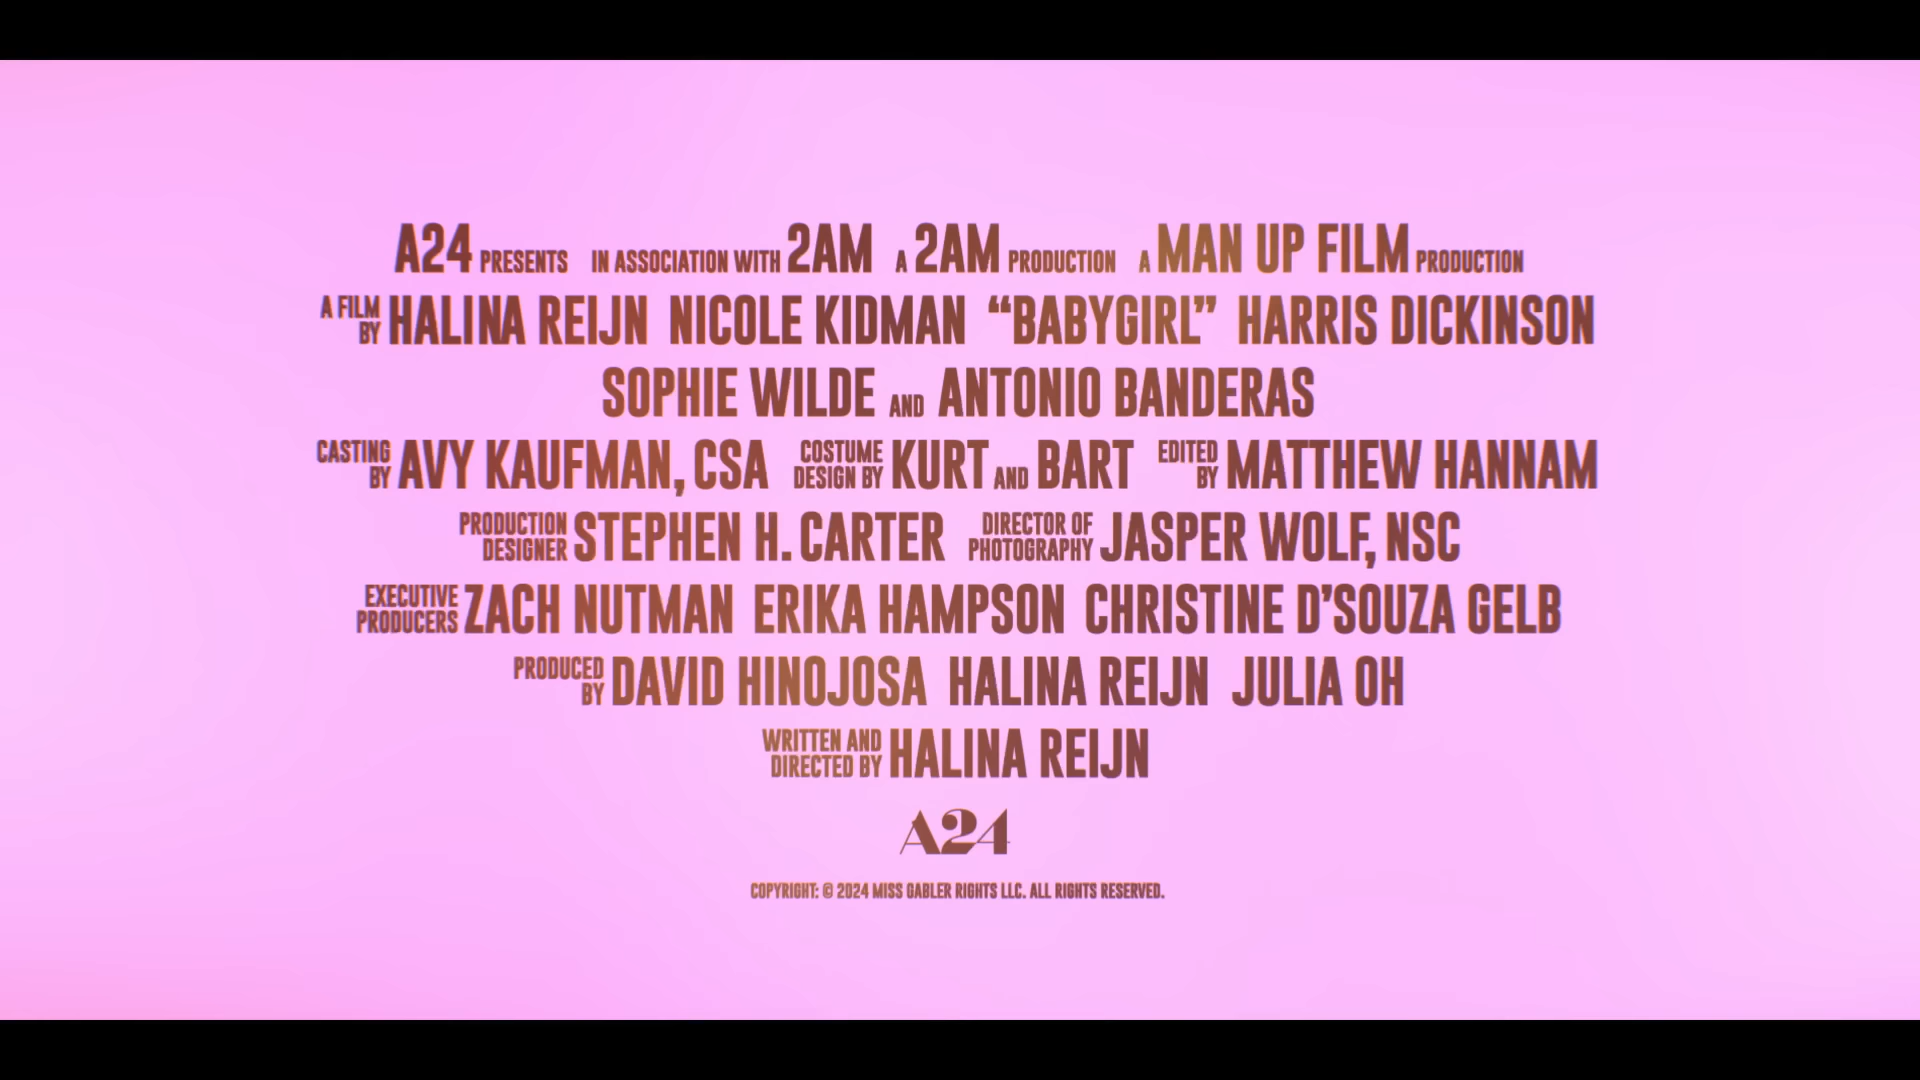 A24 PRESENTS IN ASSOCIATION WITH 2AM A 2AM PRODUCTION A MAN UP FILM PRODUCTION
A FILM BY HALINA REIJN NICOLE KIDMAN “BABYGIRL” HARRIS DICKINSON
SOPHIE WILDE AND ANTONIO BANDERAS
CASTING BY AVY KAUFMAN, CSA COSTUME DESIGN BY KURT AND BART EDITED BY MATTHEW HANNAM
PRODUCTION DESIGNER STEPHEN H. CARTER DIRECTOR OF PHOTOGRAPHY JASPER WOLF, NSC
EXECUTIVE PRODUCERS ZACH NUTMAN ERIKA HAMPSON CHRISTINE D’SOUZA GELB
PRODUCED BY DAVID HINOJOSA HALINA REIJN JULIA OH
WRITTEN AND DIRECTED BY HALINA REIJN
A24
COPYRIGHT: © 2024 MISS GABLER RIGHTS LLC. ALL RIGHTS RESERVED.